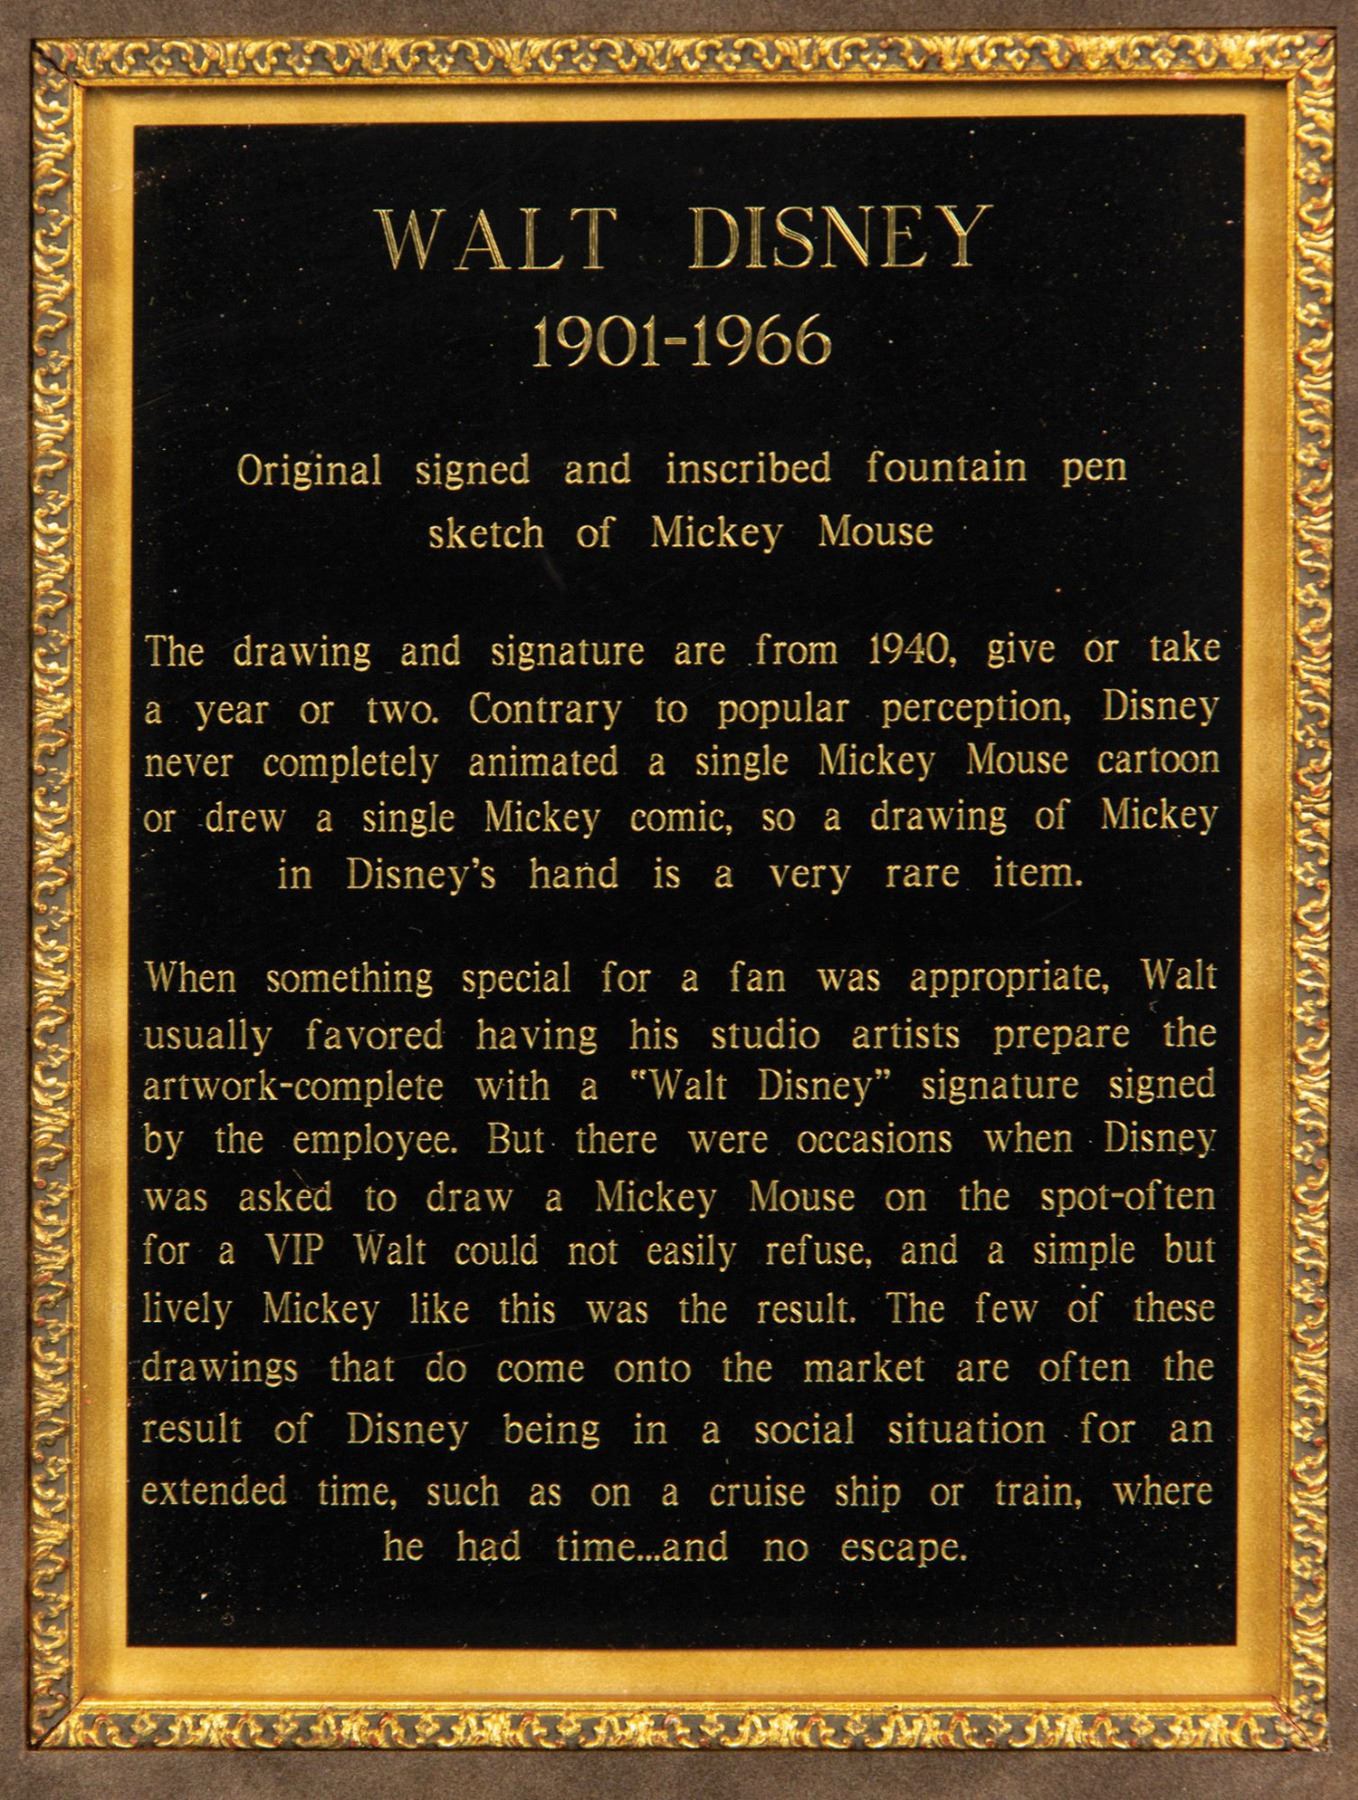 WALT DISNEY
1901-1966
Original signed and inscribed fountain pen
sketch of Mickey Mouse
The drawing and signature are from 1940, give or take
a year or two. Contrary to popular perception, Disney
never completely animated a single Mickey Mouse cartoon
or drew a single Mickey comic, so a drawing of Mickey
in Disney's hand is a very rare item.
When something special for a fan was appropriate, Walt
usually favored having his studio artists prepare the
artwork-complete with a "Walt Disney" signature signed
by the employee. But there were occasions when Disney
was asked to draw a Mickey Mouse on the spot-often
for a VIP Walt could not easily refuse, and a simple but
lively Mickey like this was the result. The few of these
drawings that do come onto the market are often the
result of Disney being in a social situation for an
extended time, such as on a cruise ship or train, where
he had time...and no escape.